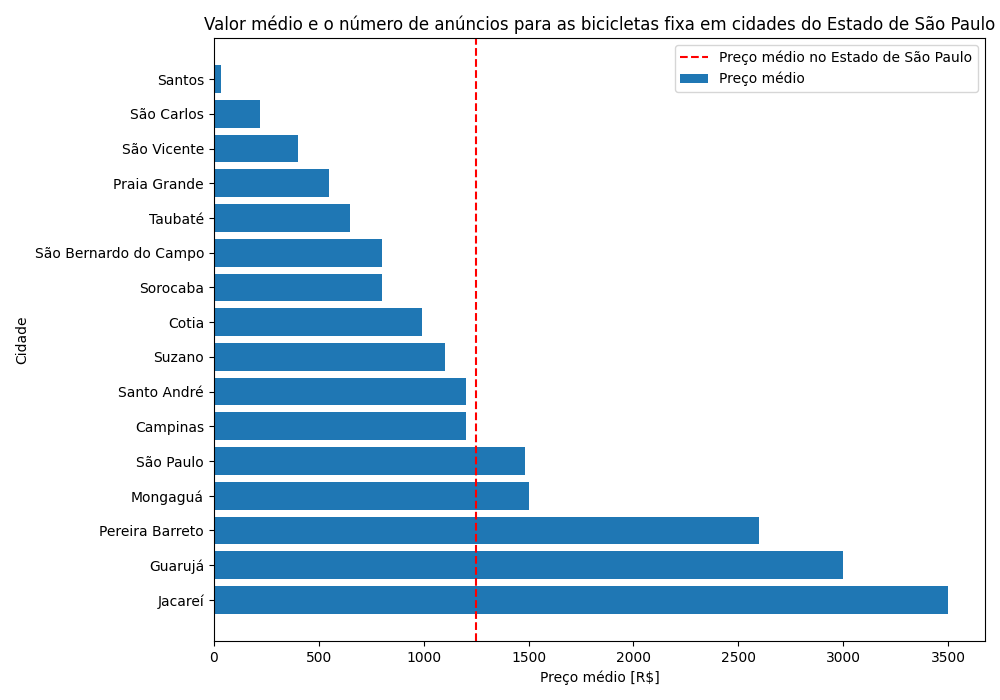 Valor médio e o número de anúncios para as bicicletas fixa em cidades do Estado de São Paulo
Preço médio no Estado de São Paulo
Preço médio
Cidade
Santos
São Carlos
São Vicente
Praia Grande
Taubaté
São Bernardo do Campo
Sorocaba
Cotia
Suzano
Santo André
Campinas
São Paulo
Mongaguá
Pereira Barreto
Guarujá
Jacareí
0 500 1000 1500 2000 2500 3000 3500
Preço médio [R$]